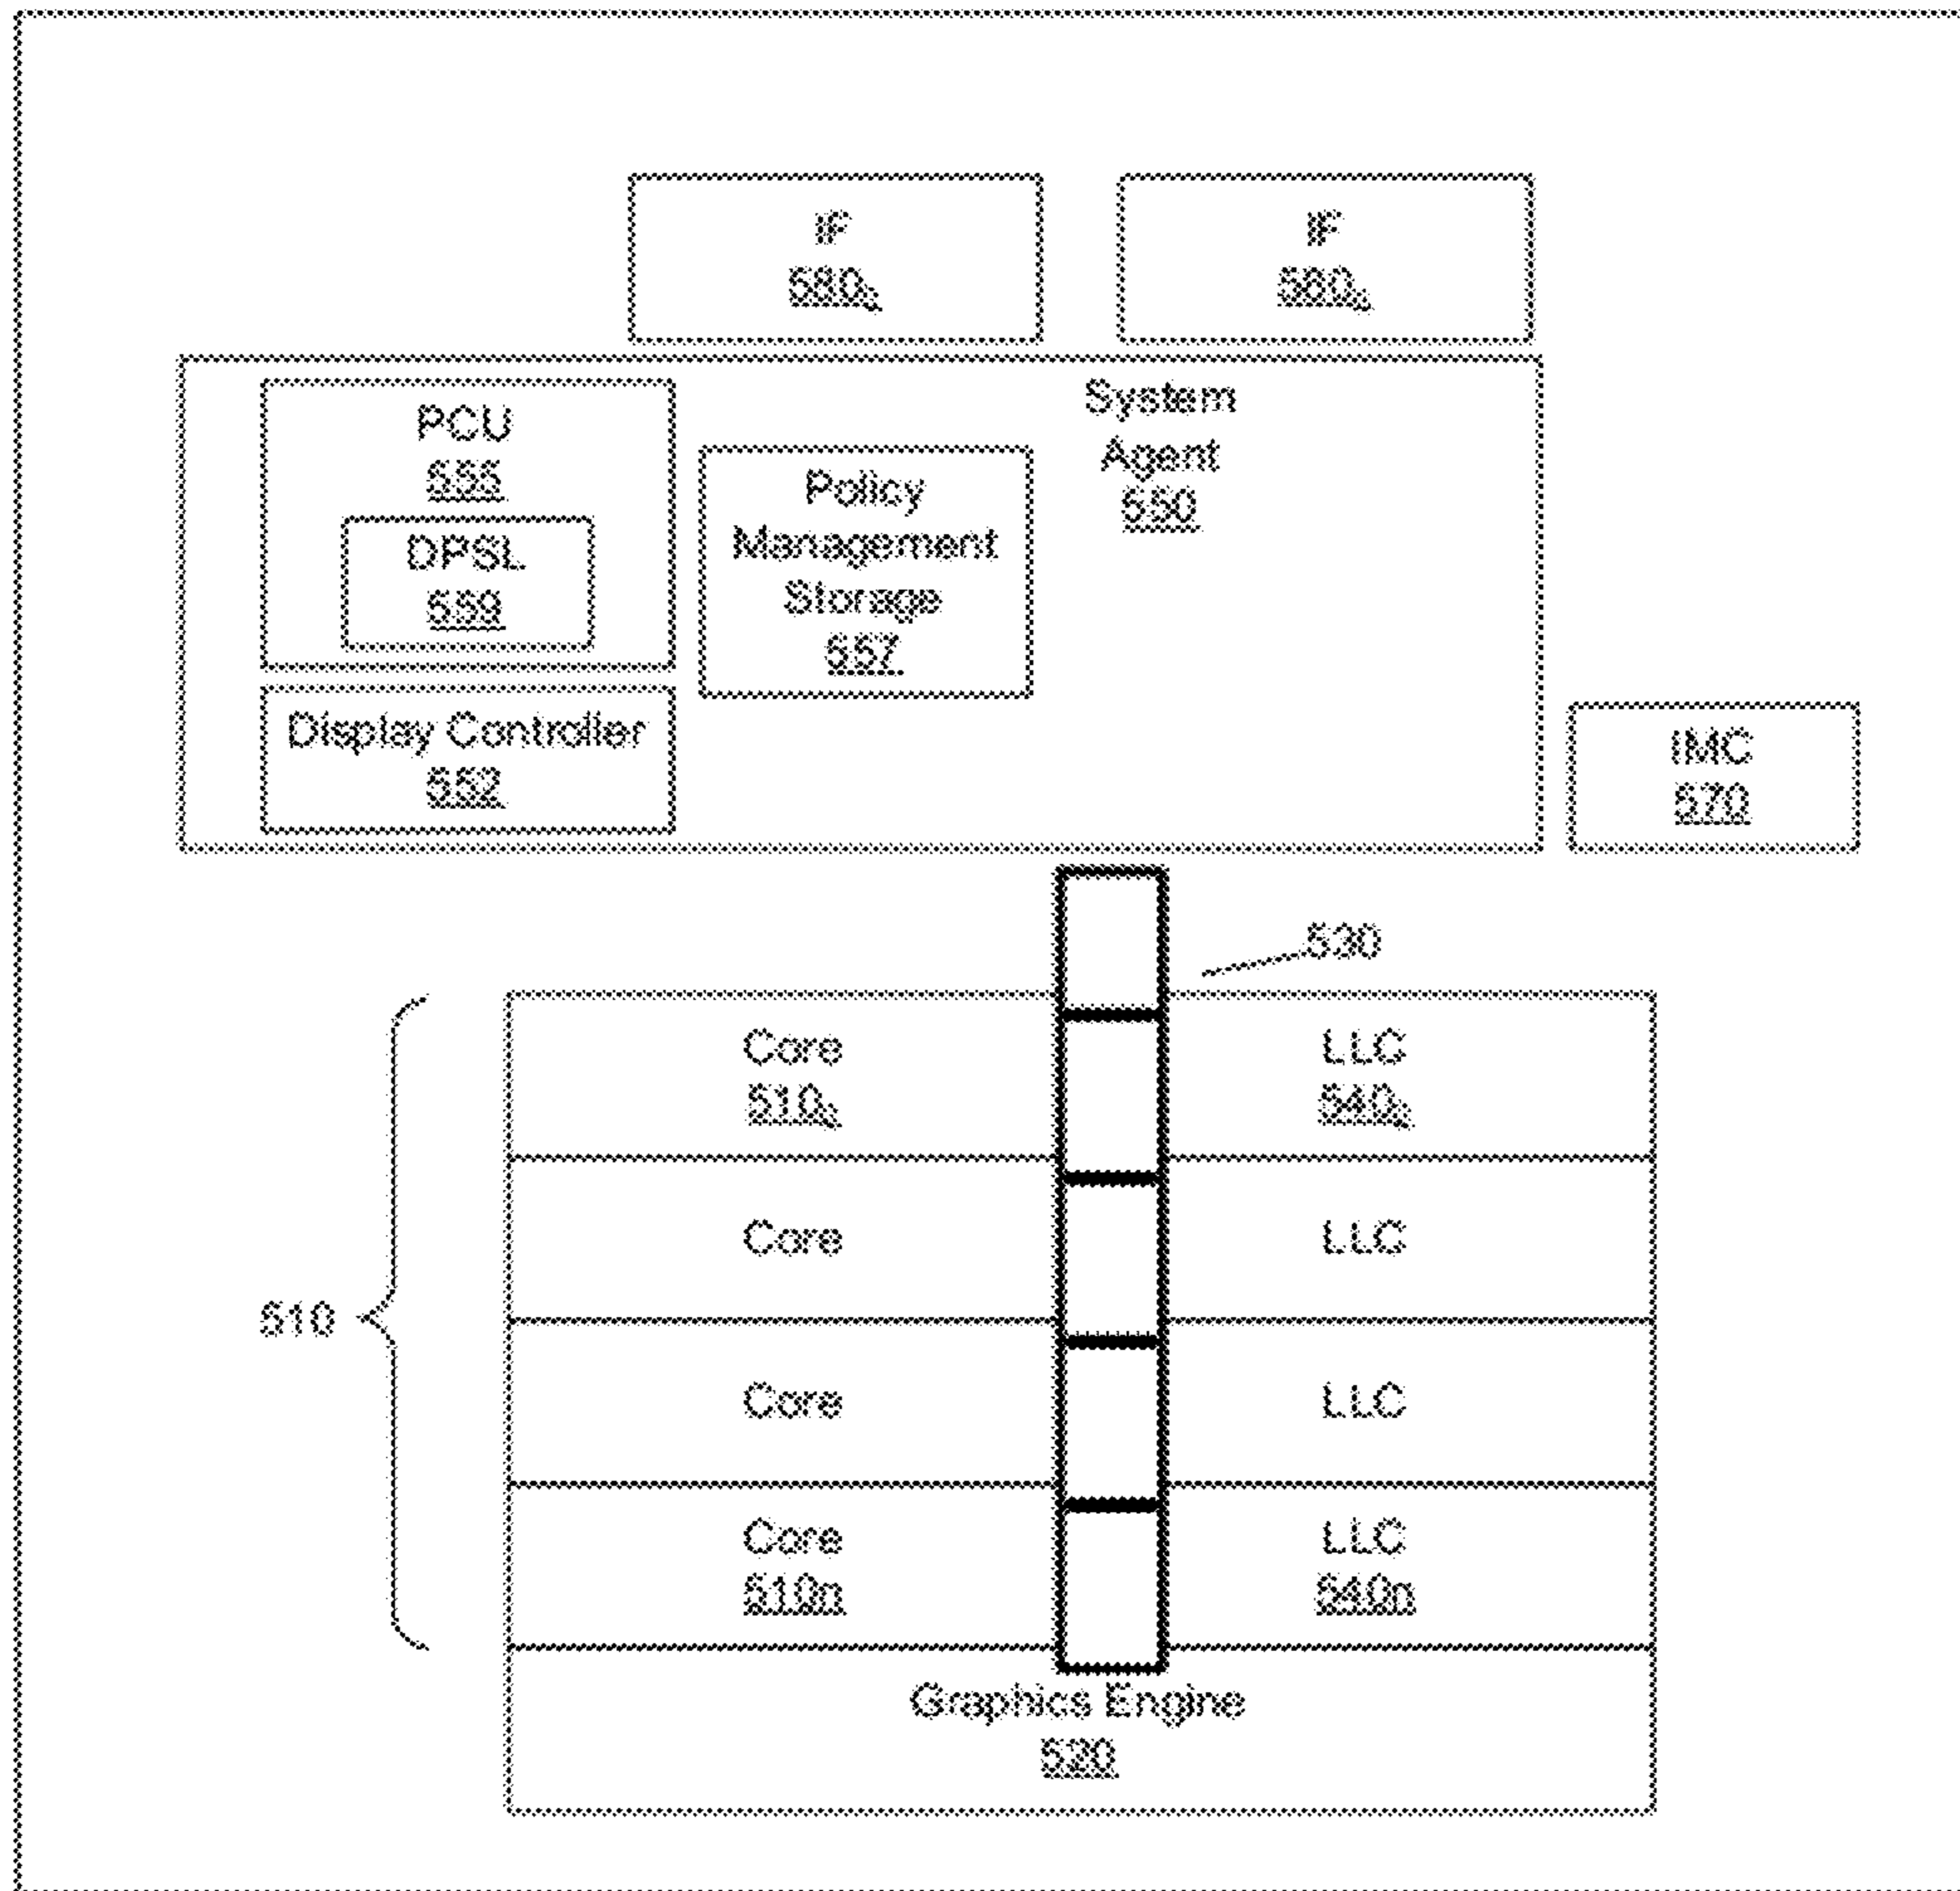 IF
580₀
IF
580ₙ
System
Agent
550
PCU
555
DPSL
559
Policy
Management
Storage
557
Display Controller
552
IMC
570
530
510
Core
510₀
LLC
540₀
Core
LLC
Core
LLC
Core
510n
LLC
540n
Graphics Engine
520